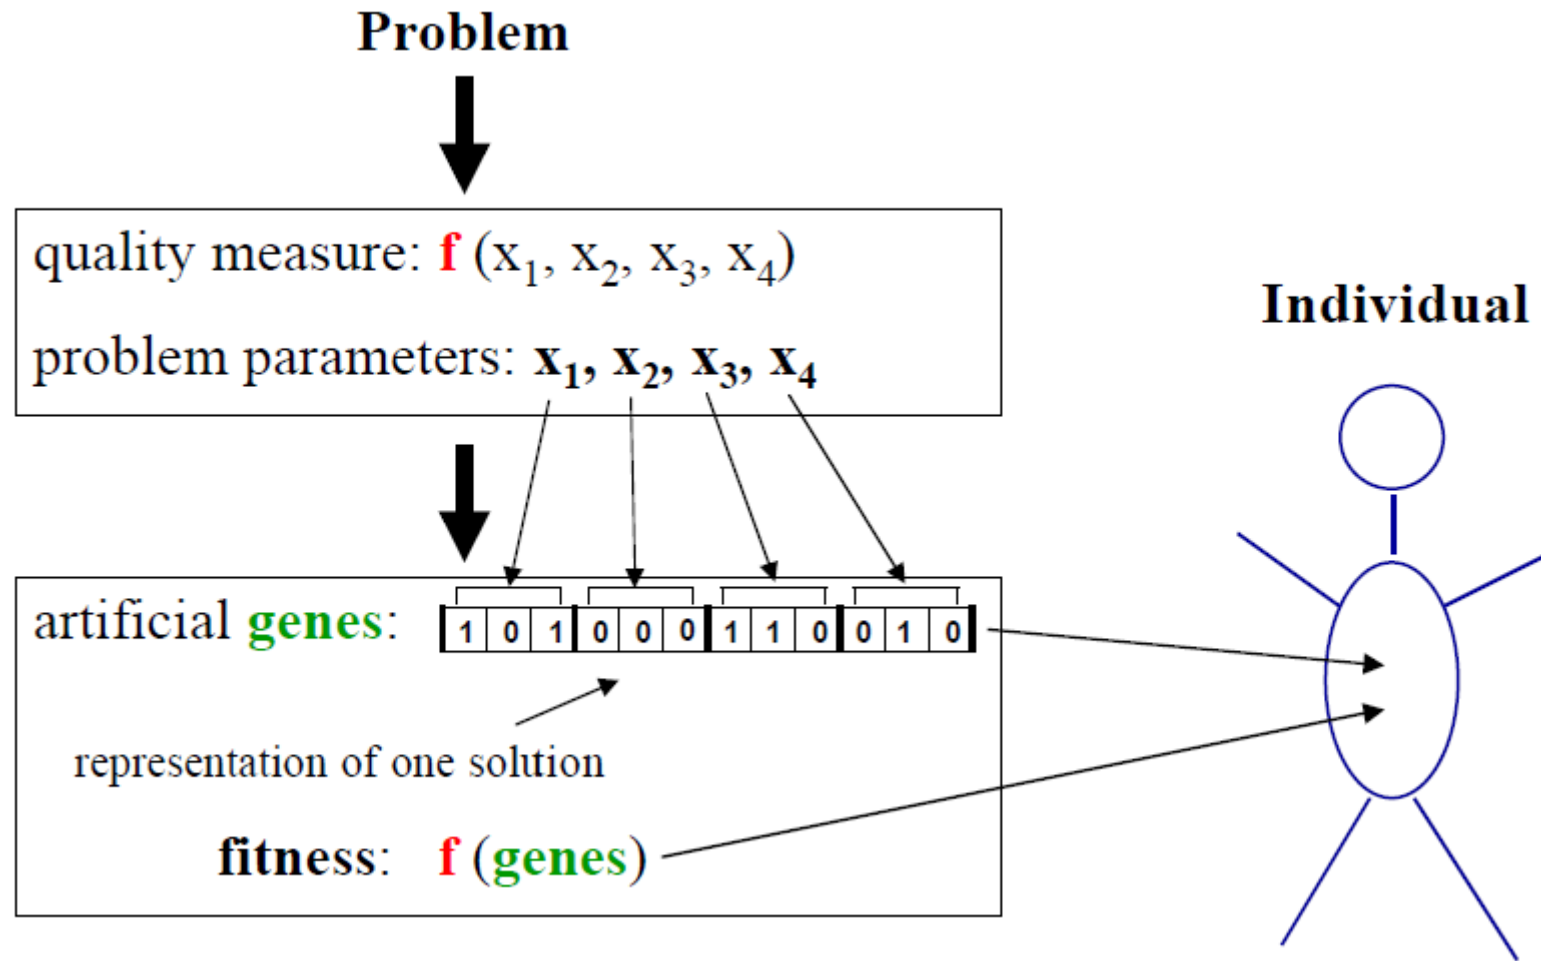 Problem
quality measure: f (x₁, x₂, x₃, x₄)
problem parameters: x₁, x₂, x₃, x₄
Individual
artificial genes: 1 0 1 0 0 0 1 1 0 0 1 0
representation of one solution
fitness: f (genes)